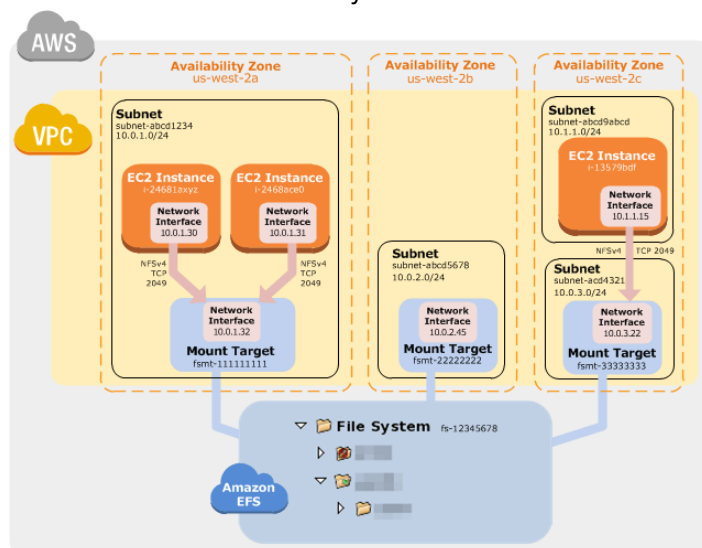 AWS
VPC
Availability Zone
us-west-2a
Subnet
subnet-abcd1234
10.0.1.0/24
EC2 Instance
i-24681axyz
Network
Interface
10.0.1.30
EC2 Instance
i-2468ace0
Network
Interface
10.0.1.31
NFSv4
TCP
2049
NFSv4
TCP
2049
Network
Interface
10.0.1.32
Mount Target
fsmt-111111111
Availability Zone
us-west-2b
Subnet
subnet-abcd5678
10.0.2.0/24
Network
Interface
10.0.2.45
Mount Target
fsmt-22222222
Availability Zone
us-west-2c
Subnet
subnet-abcd9abcd
10.1.1.0/24
EC2 Instance
i-13579bdf
Network
Interface
10.1.1.15
NFSv4 TCP 2049
Subnet
subnet-acd4321
10.0.3.0/24
Network
Interface
10.0.3.22
Mount Target
fsmt-33333333
File System fs-12345678
Amazon
EFS